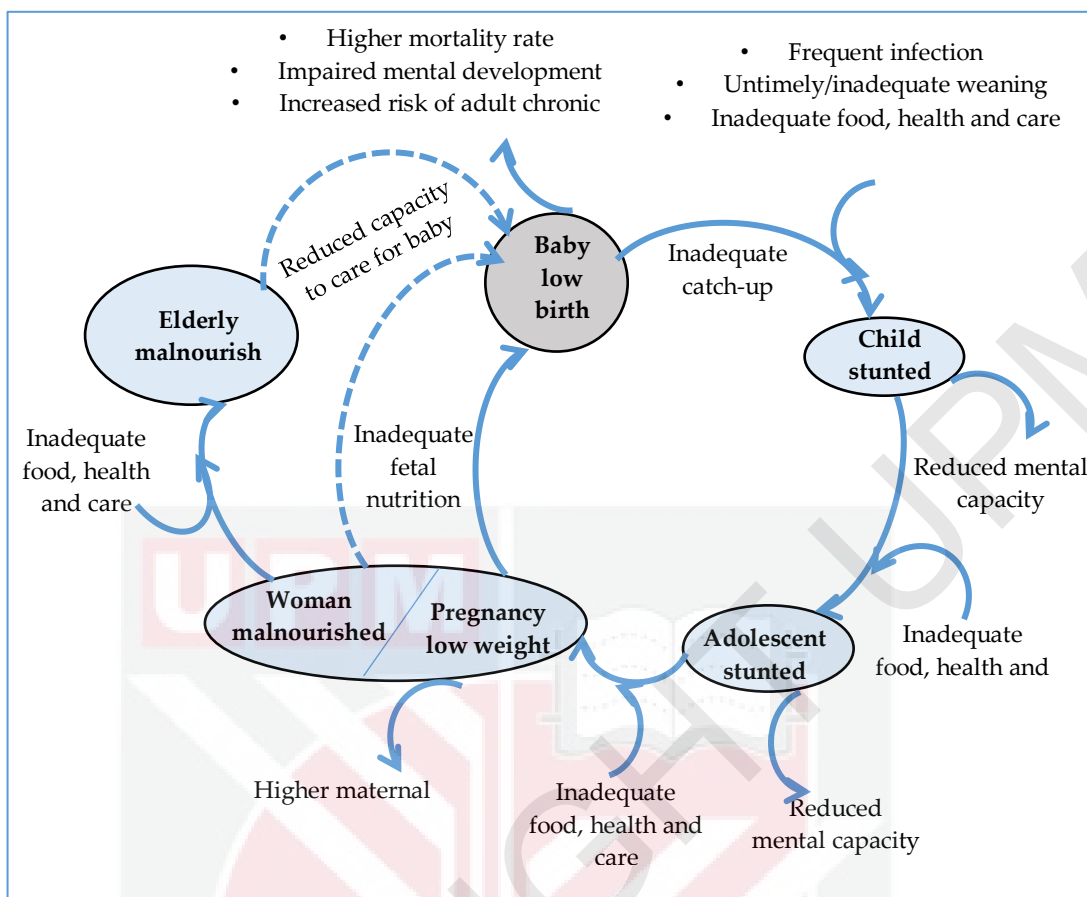 • Higher mortality rate
• Impaired mental development
• Increased risk of adult chronic
• Frequent infection
• Untimely/inadequate weaning
• Inadequate food, health and care
Reduced capacity
to care for baby
Baby
low
birth
Inadequate
catch-up
Elderly
malnourish
Child
stunted
Inadequate
food, health
and care
Inadequate
fetal
nutrition
Reduced mental
capacity
Woman
malnourished
Pregnancy
low weight
Adolescent
stunted
Inadequate
food, health and
Higher maternal
Inadequate
food, health and
care
Reduced
mental capacity
UPM
GHT UPM